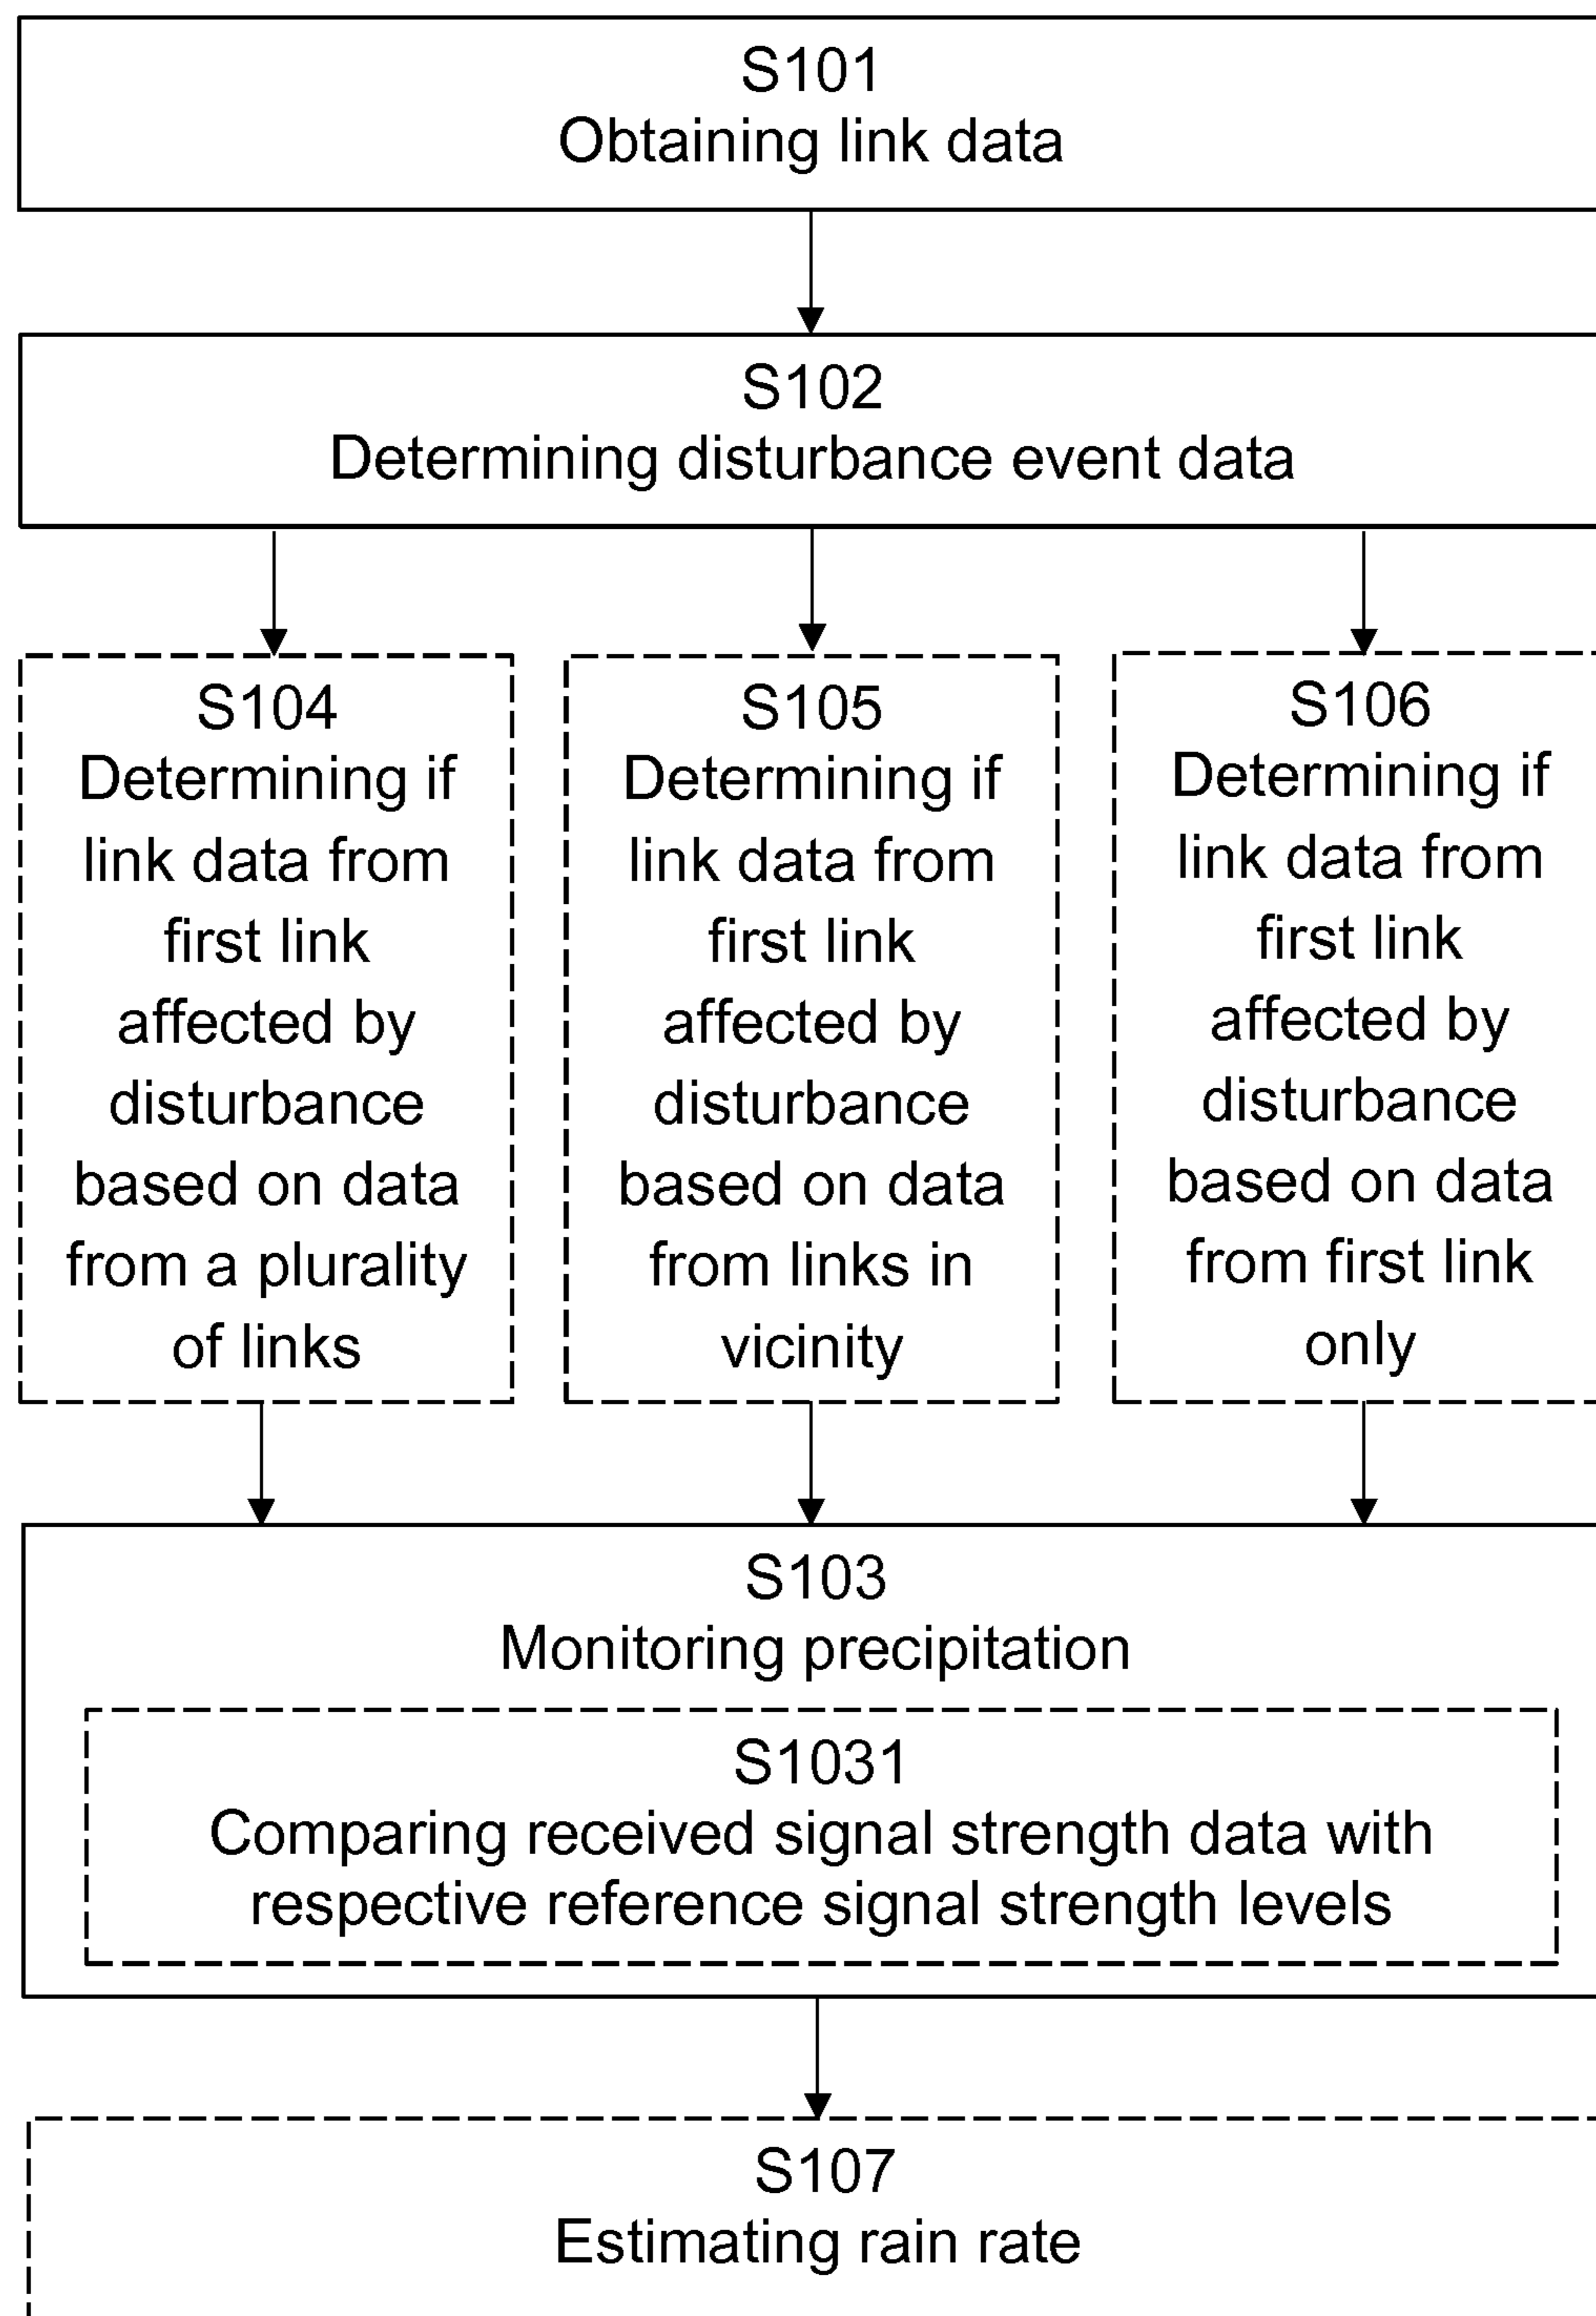 S101
Obtaining link data
S102
Determining disturbance event data
S104
Determining if
link data from
first link
affected by
disturbance
based on data
from a plurality
of links
S105
Determining if
link data from
first link
affected by
disturbance
based on data
from links in
vicinity
S106
Determining if
link data from
first link
affected by
disturbance
based on data
from first link
only
S103
Monitoring precipitation
S1031
Comparing received signal strength data with
respective reference signal strength levels
S107
Estimating rain rate